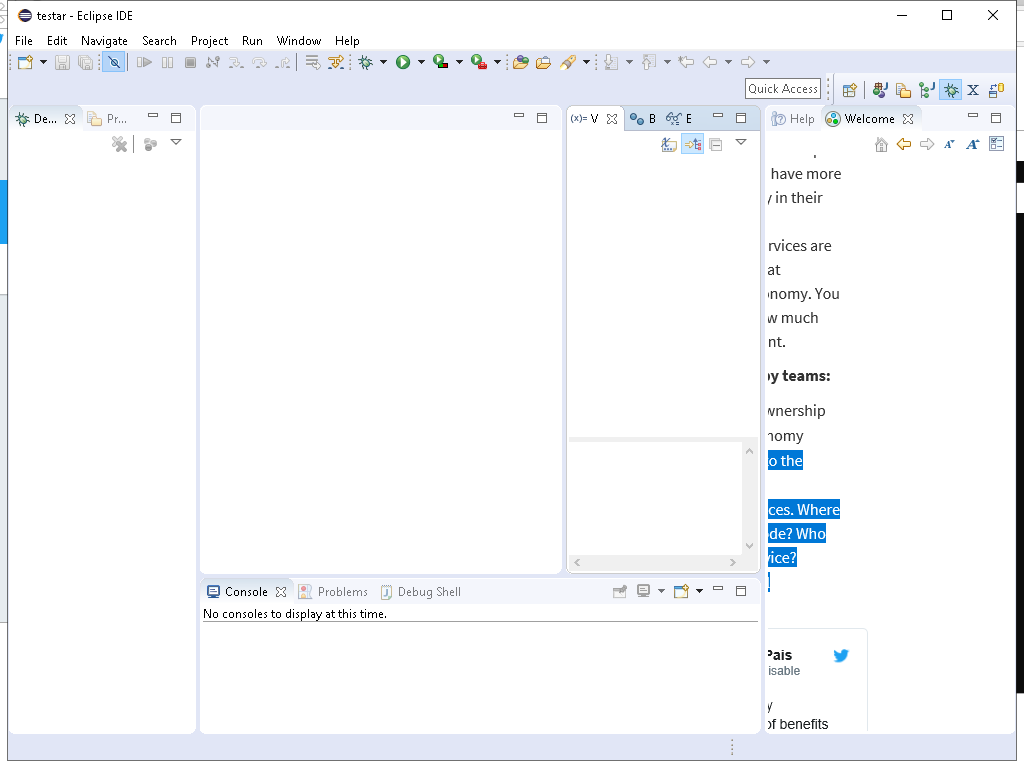 testar - Eclipse IDE
File Edit Navigate Search Project Run Window Help
Quick Access
De... Pr...
(x)= V B E
Help Welcome
have more
y in their
rvices are
at
onomy. You
w much
nt.
by teams:
wnership
nomy
o the
ces. Where
ode? Who
vice?
Console Problems Debug Shell
No consoles to display at this time.
Pais
isable
y
of benefits